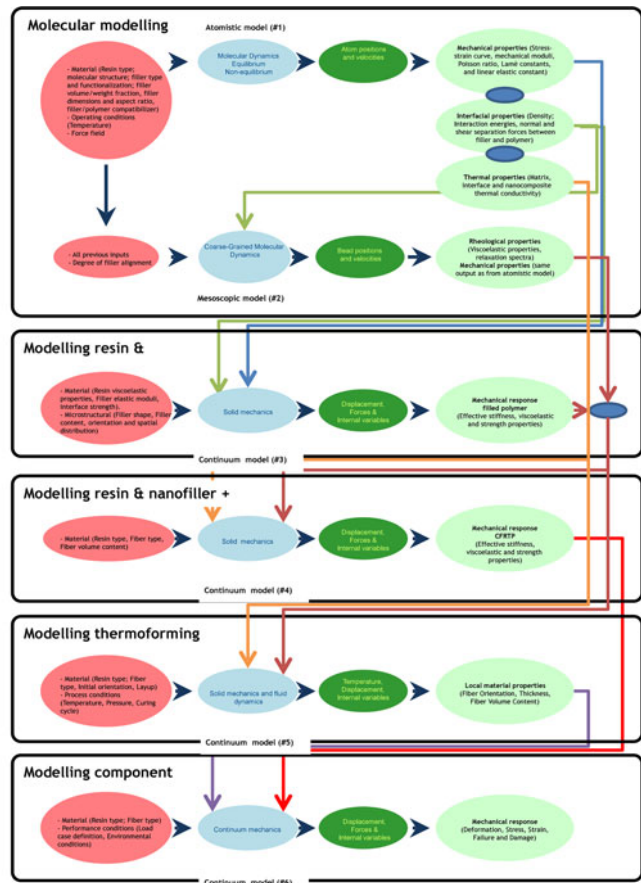 Molecular modelling
Atomistic model (#1)
- Material (Resin type;
molecular structure; filler type
and functionalization; filler
volume/weight fraction, filler
dimensions and aspect ratio,
filler/polymer compatibilizer)
- Operating conditions
(Temperature)
- Force field
Molecular Dynamics
Equilibrium
Non-equilibrium
Atom positions
and velocities
Mechanical properties (Stress-
strain curve, mechanical moduli,
Poisson ratio, Lamé constants,
and linear elastic constant)
Interfacial properties (Density;
Interaction energies, normal and
shear separation forces between
filler and polymer)
Thermal properties (Matrix,
Interface and nanocomposite
thermal conductivity)
- All previous inputs
- Degree of filler alignment
Coarse-Grained Molecular
Dynamics
Bead positions
and velocities
Rheological properties
(Viscoelastic properties,
relaxation spectra)
Mechanical properties (same
output as from atomistic model)
Mesoscopic model (#2)
Modelling resin &
- Material (Resin viscoelastic
properties, Filler elastic moduli,
Interface strength).
- Microstructural (Filler shape, Filler
content, orientation and spatial
distribution)
Solid mechanics
Displacement,
Forces &
Internal variables
Mechanical response
filled polymer
(Effective stiffness, viscoelastic
and strength properties)
Continuum model (#3)
Modelling resin & nanofiller +
- Material (Resin type, Fiber type,
Fiber volume content)
Solid mechanics
Displacement,
Forces &
Internal variables
Mechanical response
CFRTP
(Effective stiffness,
viscoelastic and strength
properties)
Continuum model (#4)
Modelling thermoforming
- Material (Resin type; Fiber
type, Initial orientation, Layup)
- Process conditions
(Temperature, Pressure, Curing
cycle)
Solid mechanics and fluid
dynamics
Temperature,
Displacement,
Internal variables
Local material properties
(Fiber Orientation, Thickness,
Fiber Volume Content)
Continuum model (#5)
Modelling component
- Material (Resin type; Fiber type)
- Performance conditions (Load
case definition, Environmental
conditions)
Continuum mechanics
Displacement,
Forces &
Internal variables
Mechanical response
(Deformation, Stress, Strain,
Failure and Damage)
Continuum model (#6)